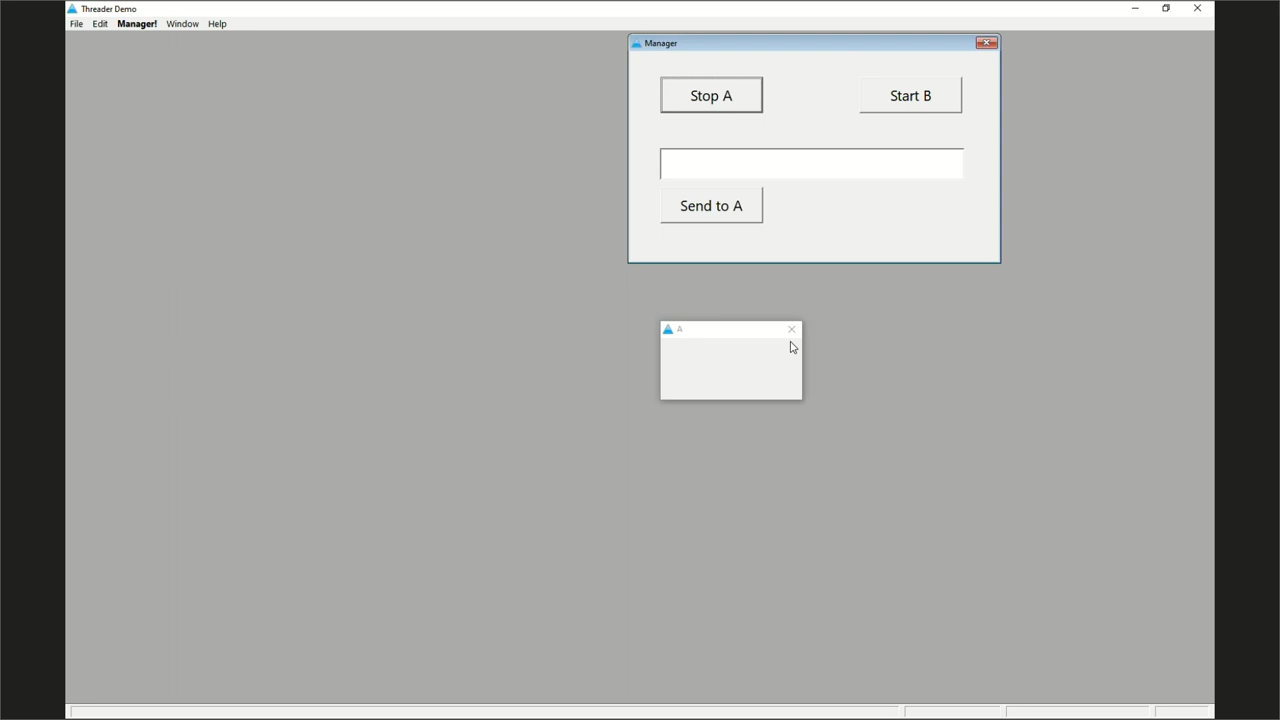 Threader Demo
File Edit Manager! Window Help
Manager
Stop A
Start B
Send to A
A